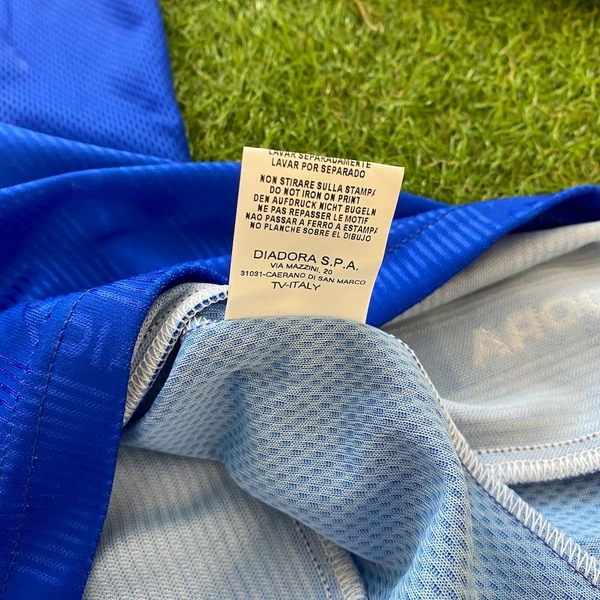 LAVAR SEPARADAMENTE
LAVAR POR SEPARADO
NON STIRARE SULLA STAMPA
DO NOT IRON ON PRINT
DEN AUFDRUCK NICHT BUGELN
NE PAS REPASSER LE MOTIF
NAO PASSAR A FERRO A ESTAMPA
NO PLANCHE SOBRE EL DIBUJO
DIADORA S.P.A.
VIA MAZZINI, 20
31031-CAERANO DI SAN MARCO
TV-ITALY